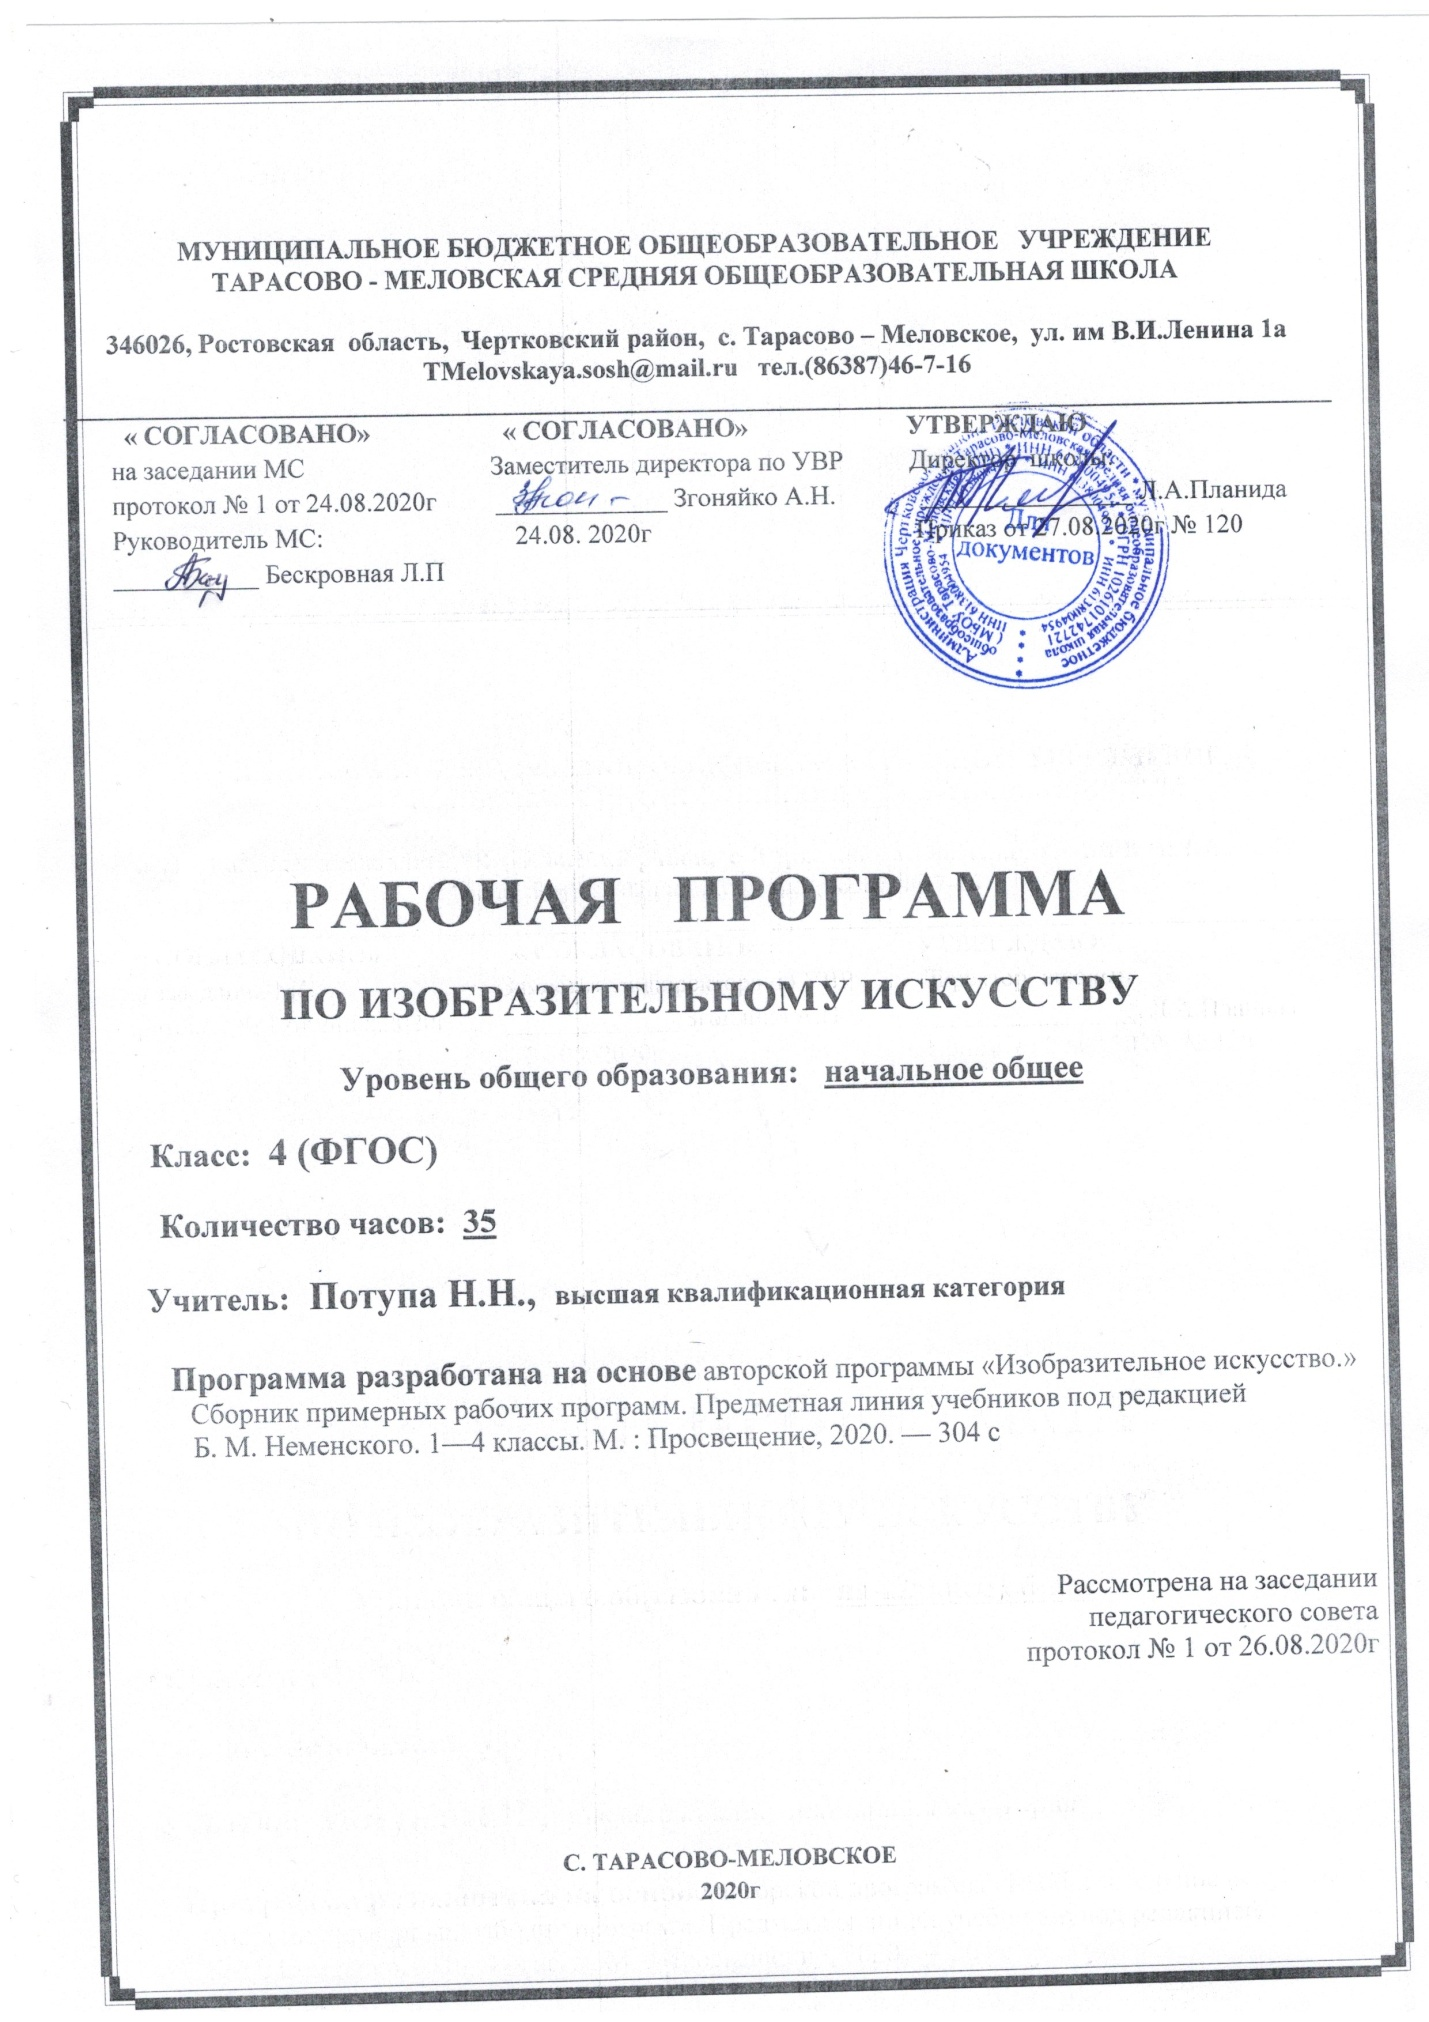 МУНИЦИПАЛЬНОЕ БЮДЖЕТНОЕ ОБЩЕОБРАЗОВАТЕЛЬНОЕ УЧРЕЖДЕНИЕ
ТАРАСОВО - МЕЛОВСКАЯ СРЕДНЯЯ ОБЩЕОБРАЗОВАТЕЛЬНАЯ ШКОЛА
346026, Ростовская область, Чертковский район, с. Тарасово – Меловское, ул. им В.И.Ленина 1а
TMelovskaya.sosh@mail.ru тел.(86387)46-7-16
« СОГЛАСОВАНО»
на заседании МС
протокол № 1 от 24.08.2020г
Руководитель МС:
Бескровная Л.П
« СОГЛАСОВАНО»
Заместитель директора по УВР
Згоняйко А.Н.
24.08. 2020г
УТВЕРЖДАЮ
Директор школы
Л.А.Планида
Приказ от 27.08.2020г № 120
Для
документов
РАБОЧАЯ ПРОГРАММА
ПО ИЗОБРАЗИТЕЛЬНОМУ ИСКУССТВУ
Уровень общего образования: начальное общее
Класс: 4 (ФГОС)
Количество часов: 35
Учитель: Потупа Н.Н., высшая квалификационная категория
Программа разработана на основе авторской программы «Изобразительное искусство.»
Сборник примерных рабочих программ. Предметная линия учебников под редакцией
Б. М. Неменского. 1—4 классы. М. : Просвещение, 2020. — 304 с
Рассмотрена на заседании
педагогического совета
протокол № 1 от 26.08.2020г
С. ТАРАСОВО-МЕЛОВСКОЕ
2020г